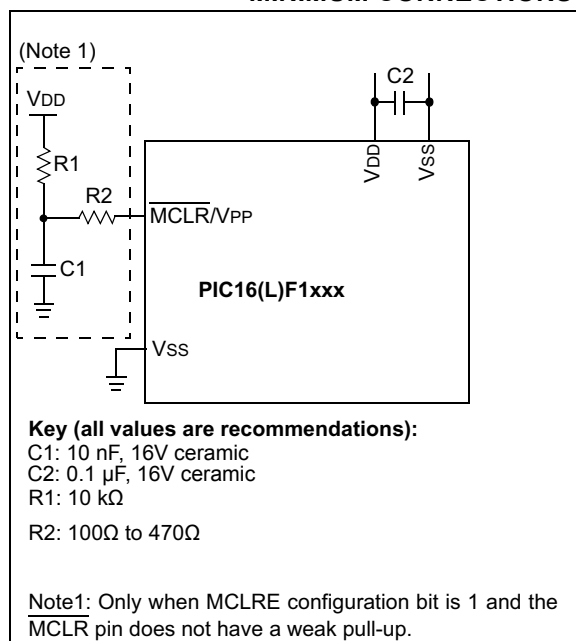 (Note 1)
VDD
R1
R2
C1
C2
VDD
VSS
MCLR/VPP
PIC16(L)F1xxx
VSS
Key (all values are recommendations):
C1: 10 nF, 16V ceramic
C2: 0.1 µF, 16V ceramic
R1: 10 kΩ
R2: 100Ω to 470Ω
Note1: Only when MCLRE configuration bit is 1 and the
MCLR pin does not have a weak pull-up.